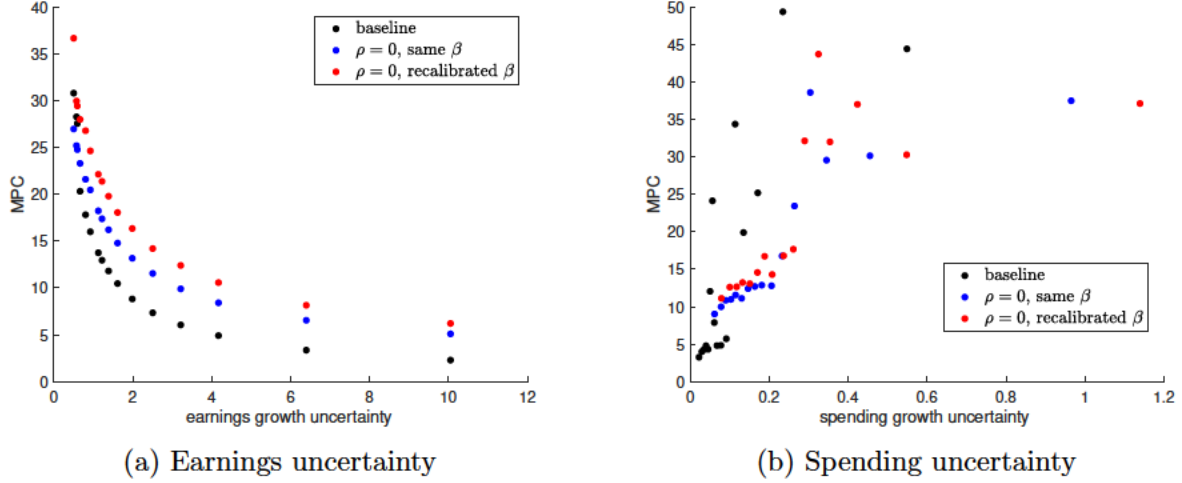 40
35
30
25
20
15
10
5
0
MPC
baseline
ρ = 0, same β
ρ = 0, recalibrated β
0 2 4 6 8 10 12
earnings growth uncertainty
(a) Earnings uncertainty
50
45
40
35
30
25
20
15
10
5
0
MPC
baseline
ρ = 0, same β
ρ = 0, recalibrated β
0 0.2 0.4 0.6 0.8 1 1.2
spending growth uncertainty
(b) Spending uncertainty